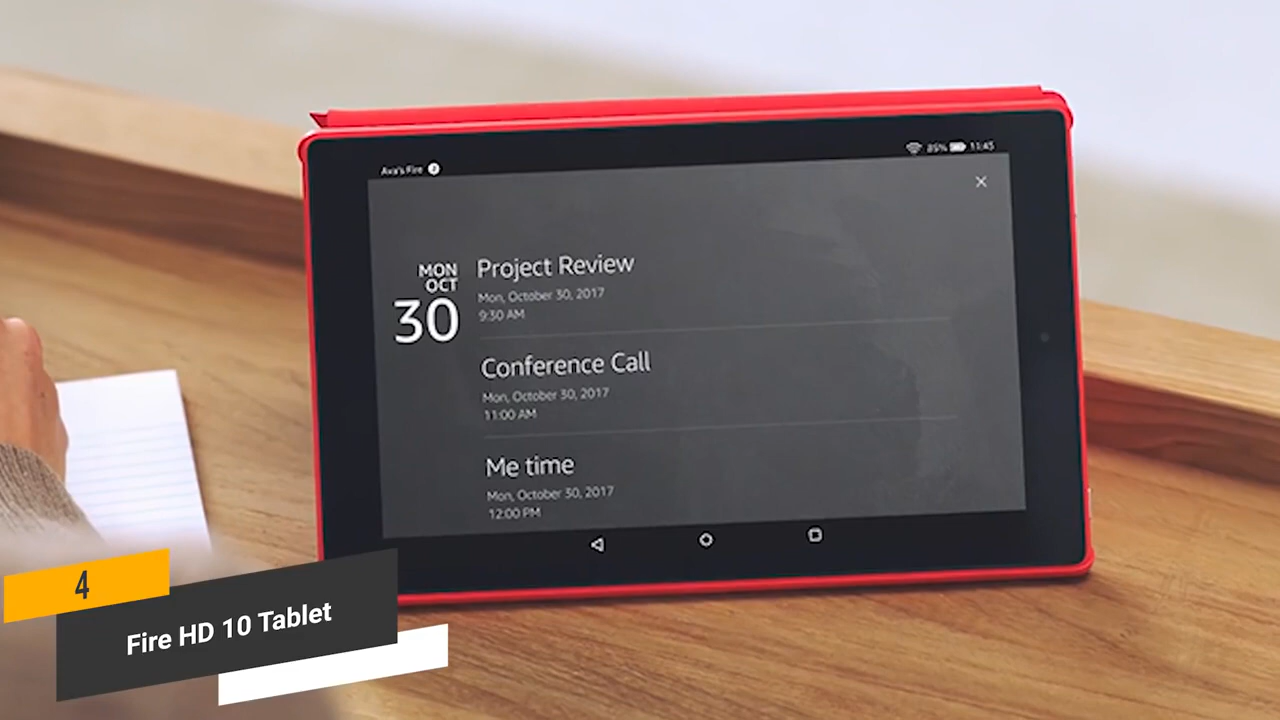 Ava's Fire
85% 11:45
MON
OCT
30
Project Review
Mon, October 30, 2017
9:30 AM
Conference Call
Mon, October 30, 2017
11:00 AM
Me time
Mon, October 30, 2017
12:00 PM
4
Fire HD 10 Tablet